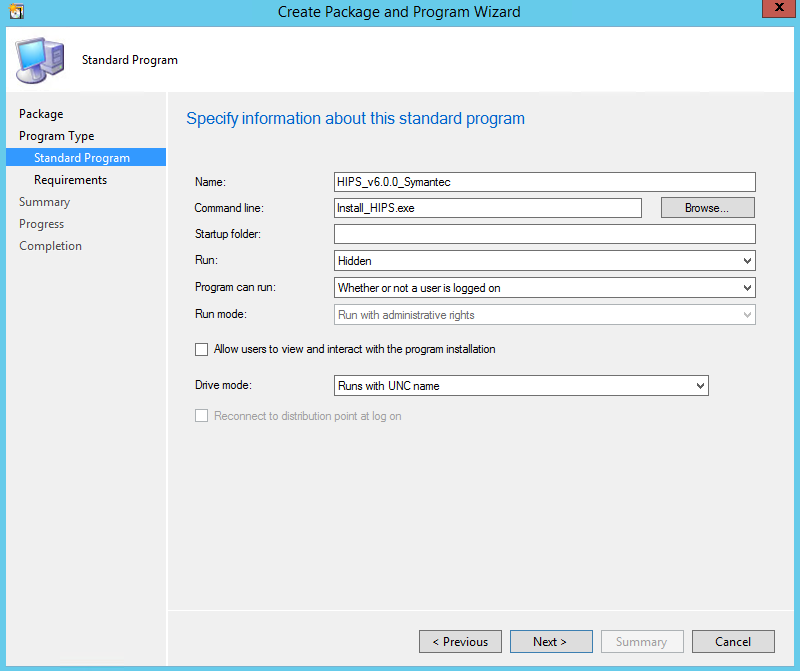 Create Package and Program Wizard
x
Standard Program
Package
Program Type
Standard Program
Requirements
Summary
Progress
Completion
Specify information about this standard program
Name: HIPS_v6.0.0_Symantec
Command line: Install_HIPS.exe Browse...
Startup folder:
Run: Hidden
Program can run: Whether or not a user is logged on
Run mode: Run with administrative rights
Allow users to view and interact with the program installation
Drive mode: Runs with UNC name
Reconnect to distribution point at log on
< Previous Next > Summary Cancel